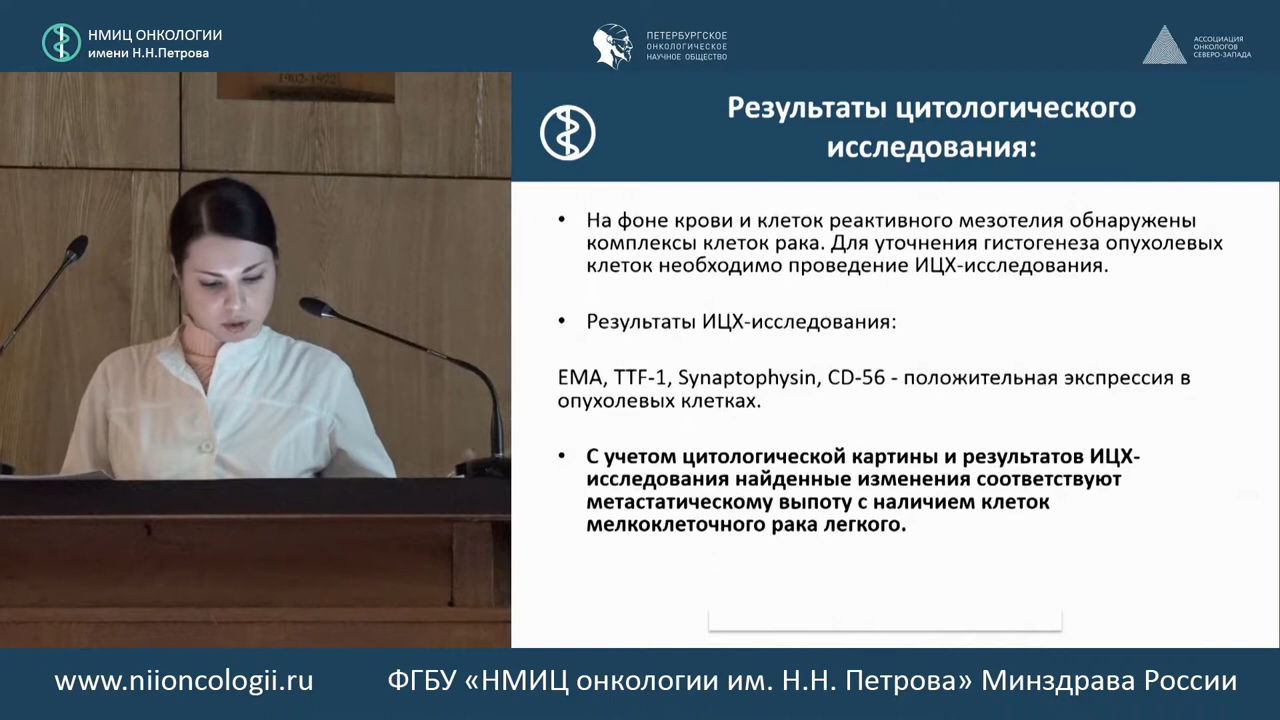 НМИЦ ОНКОЛОГИИ
имени Н.Н.Петрова
ПЕТЕРБУРГСКОЕ
ОНКОЛОГИЧЕСКОЕ
НАУЧНОЕ ОБЩЕСТВО
АССОЦИАЦИЯ
ОНКОЛОГОВ
СЕВЕРО-ЗАПАДА
1902-1972
Результаты цитологического
исследования:
• На фоне крови и клеток реактивного мезотелия обнаружены
комплексы клеток рака. Для уточнения гистогенеза опухолевых
клеток необходимо проведение ИЦХ-исследования.
• Результаты ИЦХ-исследования:
EMA, TTF-1, Synaptophysin, CD-56 - положительная экспрессия в
опухолевых клетках.
• С учетом цитологической картины и результатов ИЦХ-
исследования найденные изменения соответствуют
метастатическому выпоту с наличием клеток
мелкоклеточного рака легкого.
www.niioncologii.ru
ФГБУ «НМИЦ онкологии им. Н.Н. Петрова» Минздрава России